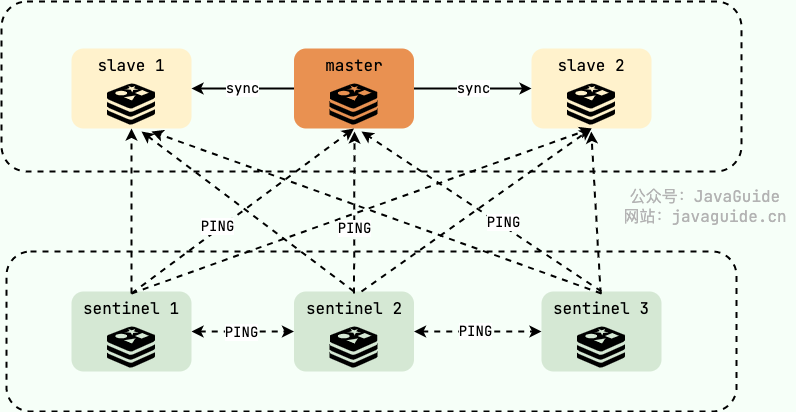 slave 1
master
slave 2
sync
sync
公众号：JavaGuide
网站：javaguide.cn
PING
PING
PING
sentinel 1
sentinel 2
sentinel 3
PING
PING